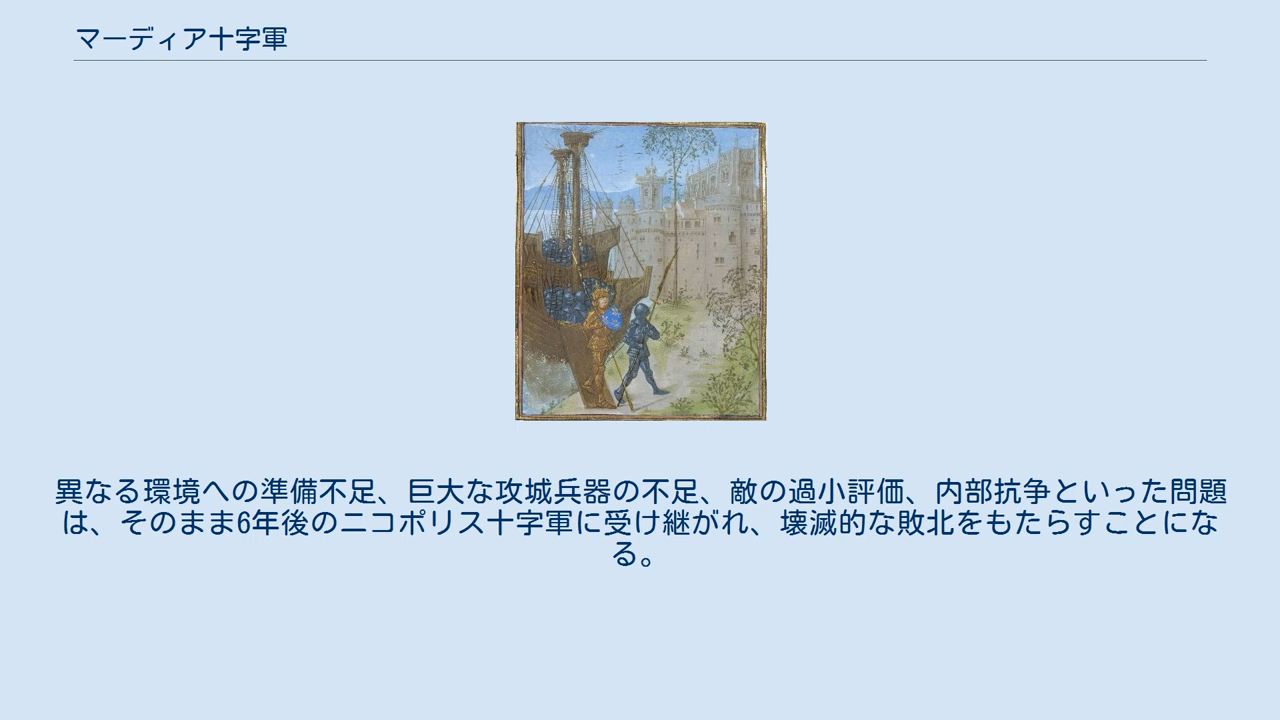 マーディア十字軍
異なる環境への準備不足、巨大な攻城兵器の不足、敵の過小評価、内部抗争といった問題
は、そのまま6年後のニコポリス十字軍に受け継がれ、壊滅的な敗北をもたらすことにな
る。